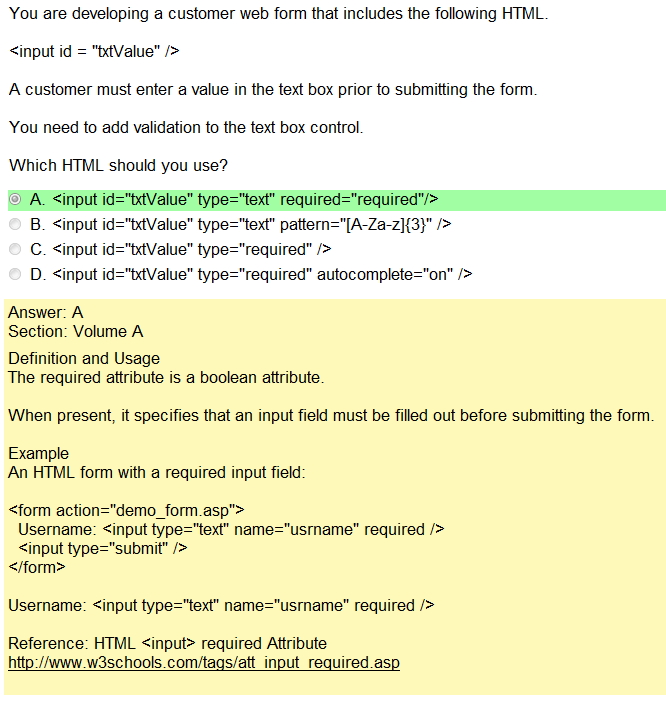 You are developing a customer web form that includes the following HTML.
<input id = "txtValue" />
A customer must enter a value in the text box prior to submitting the form.
You need to add validation to the text box control.
Which HTML should you use?
A. <input id="txtValue" type="text" required="required"/>
B. <input id="txtValue" type="text" pattern="[A-Za-z]{3}" />
C. <input id="txtValue" type="required" />
D. <input id="txtValue" type="required" autocomplete="on" />
Answer: A
Section: Volume A
Definition and Usage
The required attribute is a boolean attribute.
When present, it specifies that an input field must be filled out before submitting the form.
Example
An HTML form with a required input field:
<form action="demo_form.asp">
Username: <input type="text" name="usrname" required />
<input type="submit" />
</form>
Username: <input type="text" name="usrname" required />
Reference: HTML <input> required Attribute
http://www.w3schools.com/tags/att_input_required.asp